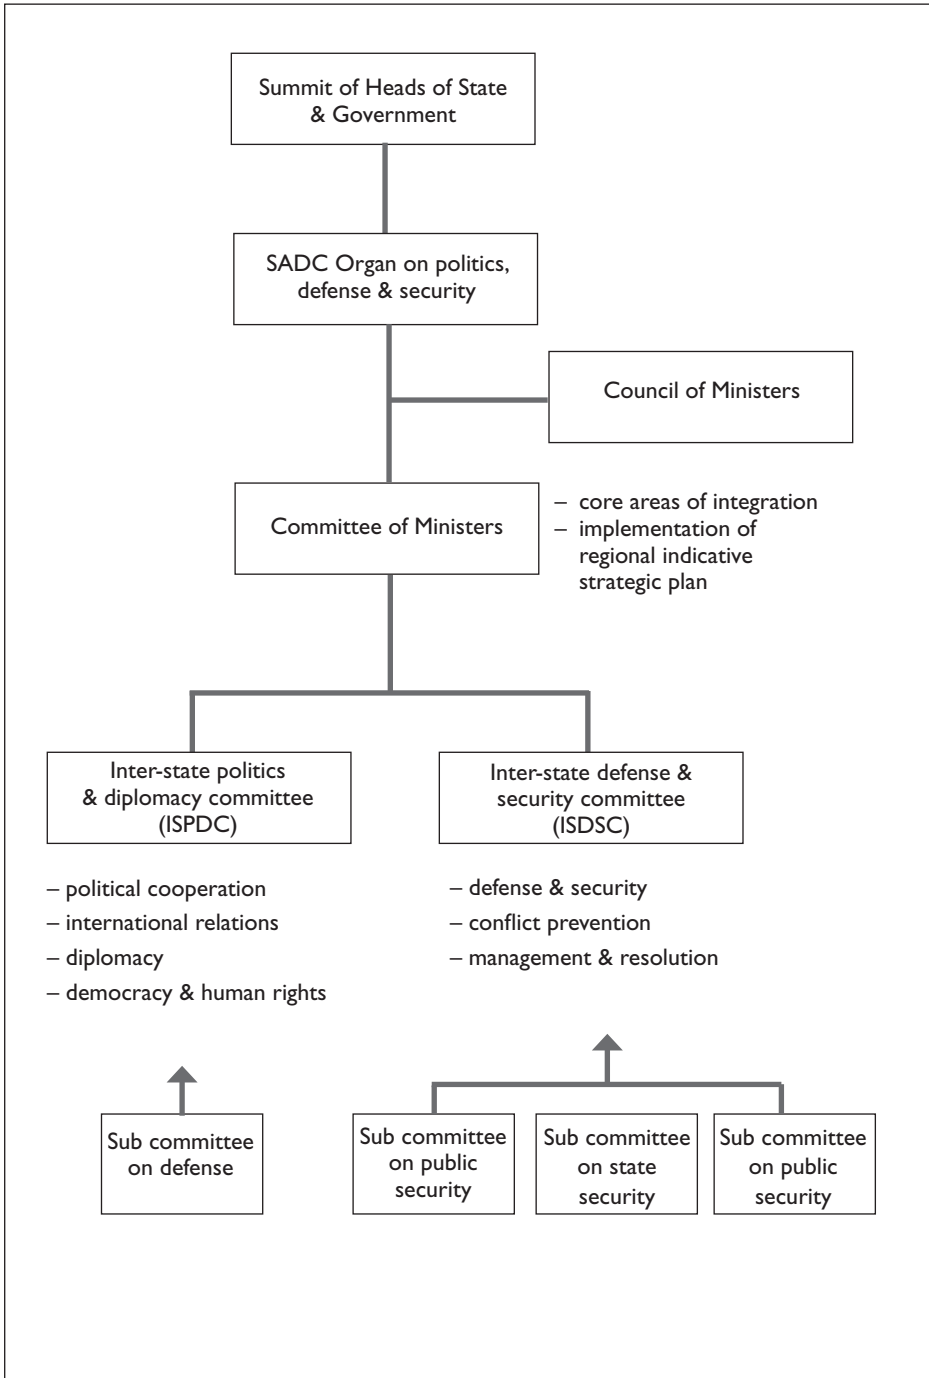 Summit of Heads of State
& Government
SADC Organ on politics,
defense & security
Council of Ministers
Committee of Ministers
– core areas of integration
– implementation of
regional indicative
strategic plan
Inter-state politics
& diplomacy committee
(ISPDC)
– political cooperation
– international relations
– diplomacy
– democracy & human rights
Inter-state defense &
security committee
(ISDSC)
– defense & security
– conflict prevention
– management & resolution
Sub committee
on defense
Sub committee
on public
security
Sub committee
on state
security
Sub committee
on public
security